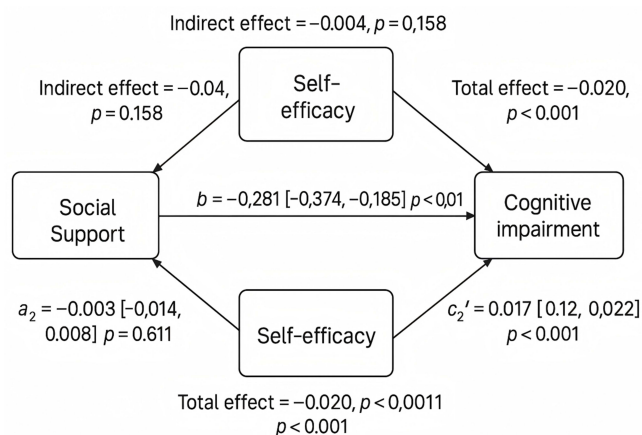 Indirect effect = −0.004, p = 0,158
Indirect effect = −0.04,
p = 0.158
Self-
efficacy
Total effect = −0.020,
p < 0.001
Social
Support
b = −0,281 [−0,374, −0,185] p < 0,01
Cognitive
impairment
a₂ = −0.003 [−0,014,
0.008] p = 0.611
Self-efficacy
c₂′ = 0.017 [0.12, 0,022]
p < 0.001
Total effect = −0.020, p < 0,0011
p < 0.001